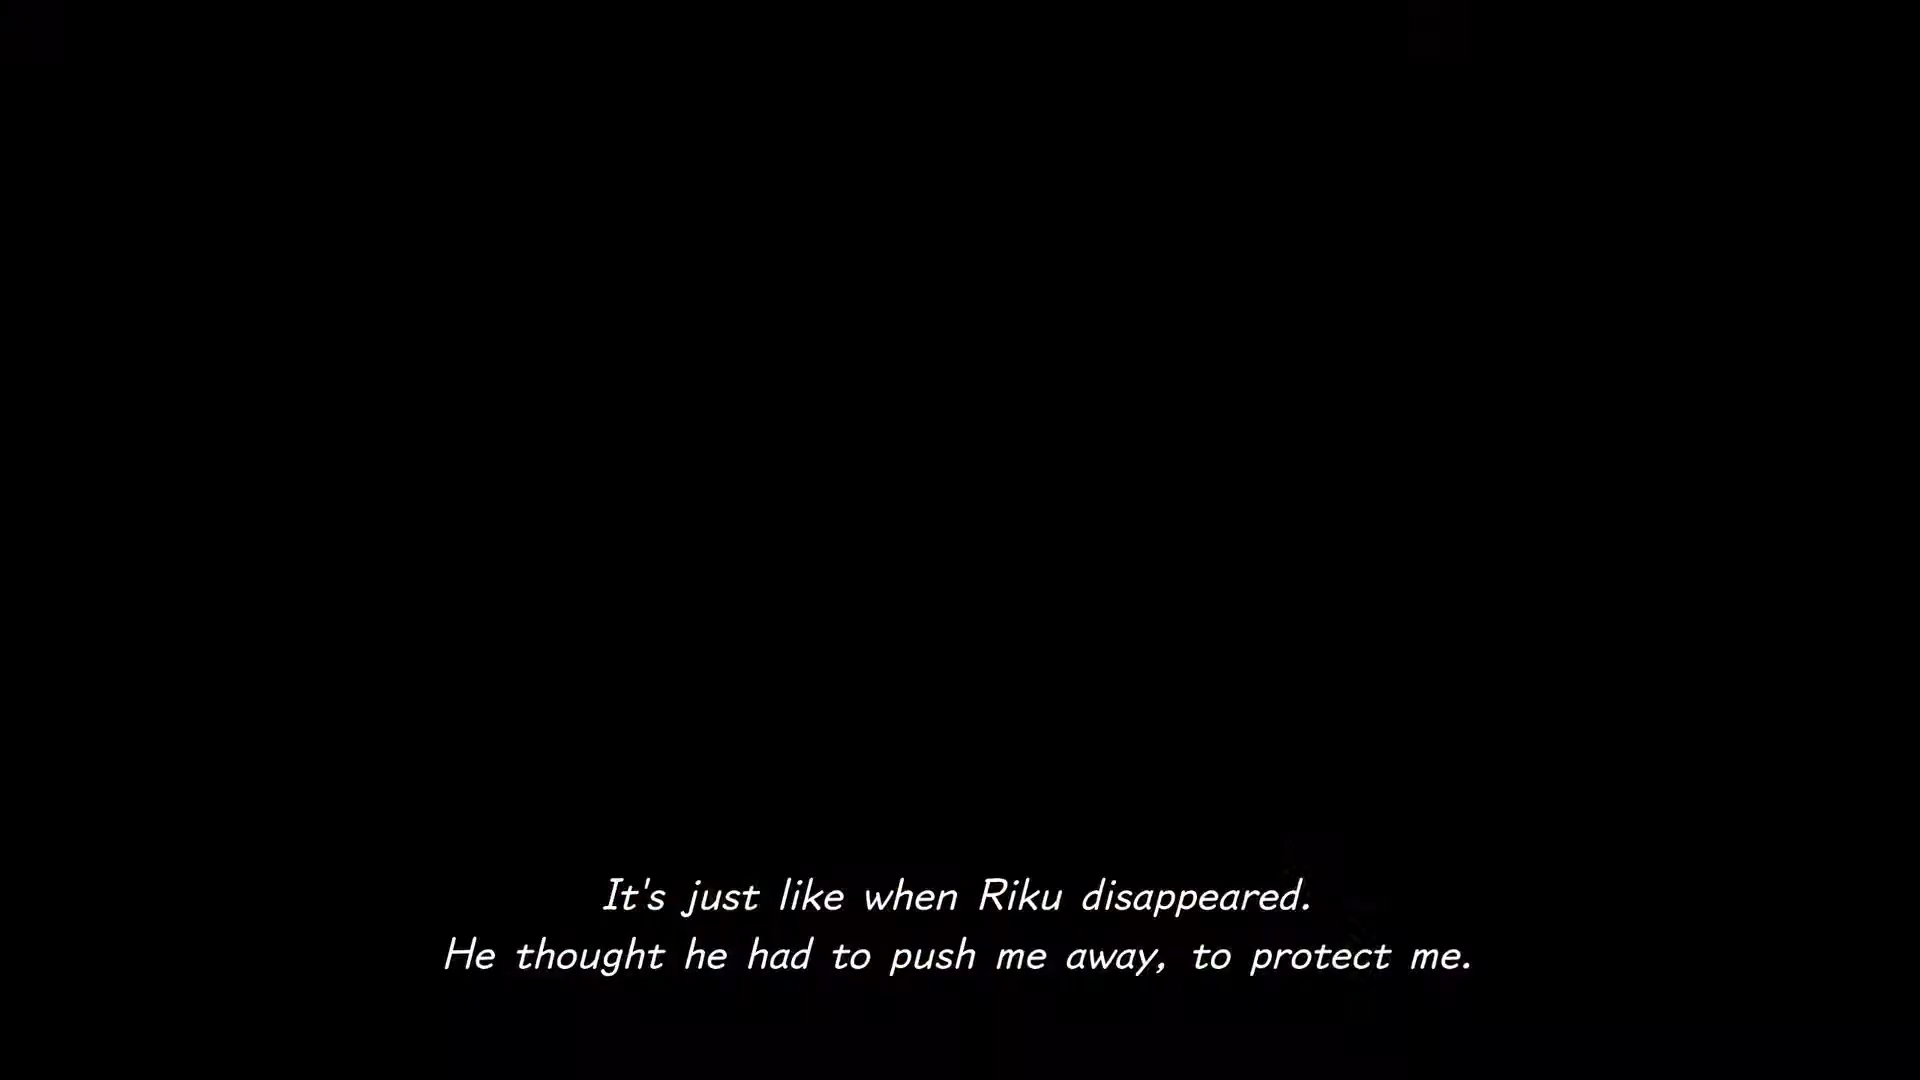 It's just like when Riku disappeared.
He thought he had to push me away, to protect me.